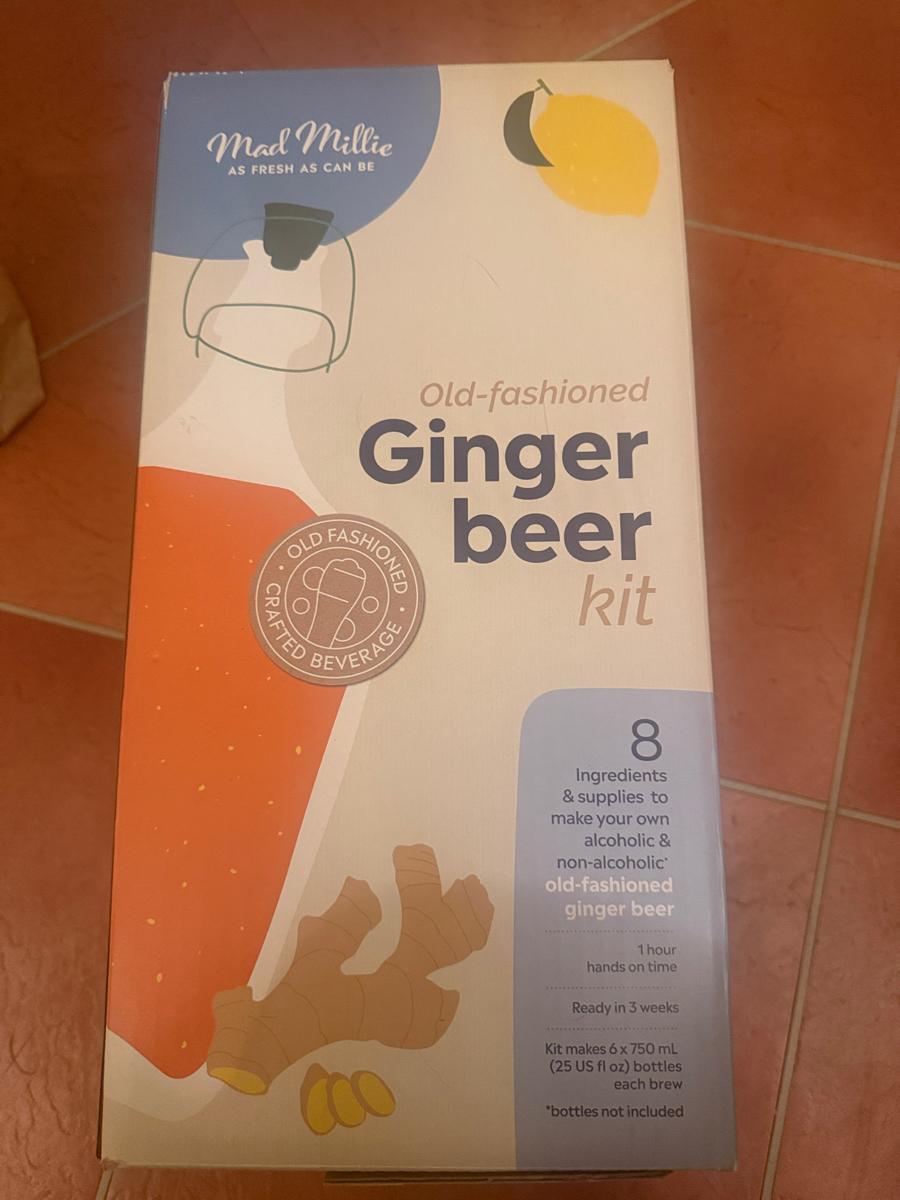 Mad Millie
AS FRESH AS CAN BE
Old-fashioned
Ginger
beer
kit
OLD FASHIONED
CRAFTED BEVERAGE
8
Ingredients
& supplies to
make your own
alcoholic &
non-alcoholic*
old-fashioned
ginger beer
1 hour
hands on time
Ready in 3 weeks
Kit makes 6 x 750 mL
(25 US fl oz) bottles
each brew
*bottles not included